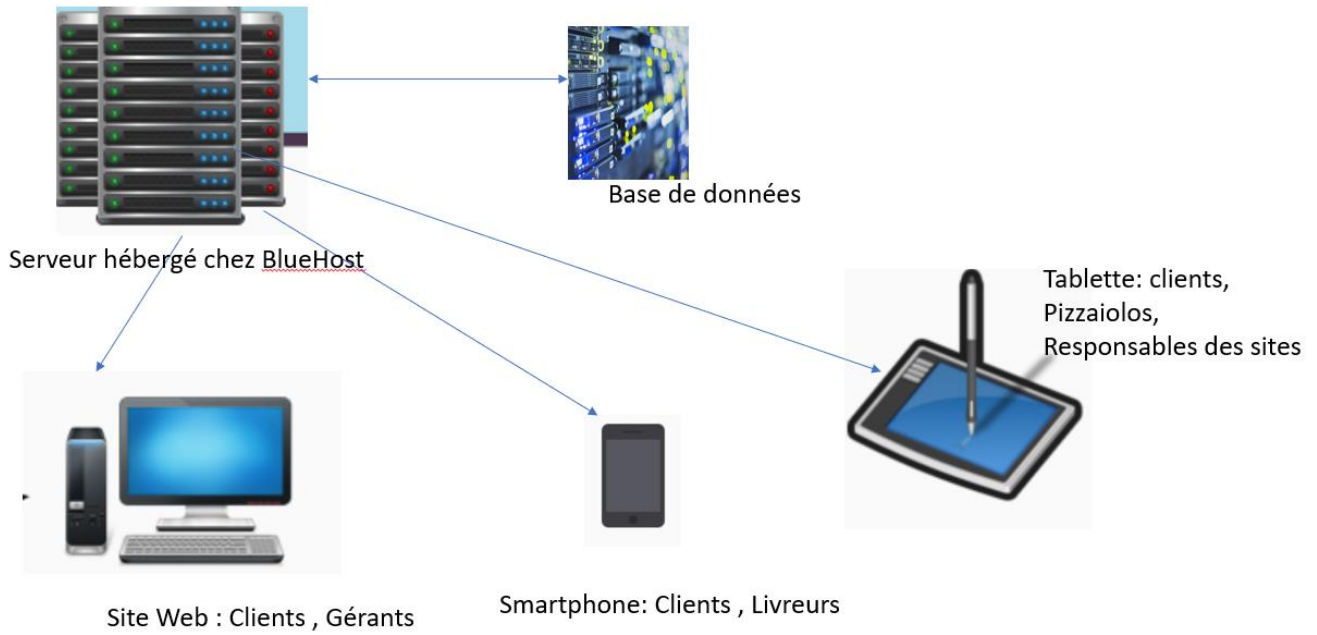 Base de données
Serveur hébergé chez BlueHost
Tablette: clients,
Pizzaiolos,
Responsables des sites
Smartphone: Clients , Livreurs
Site Web : Clients , Gérants